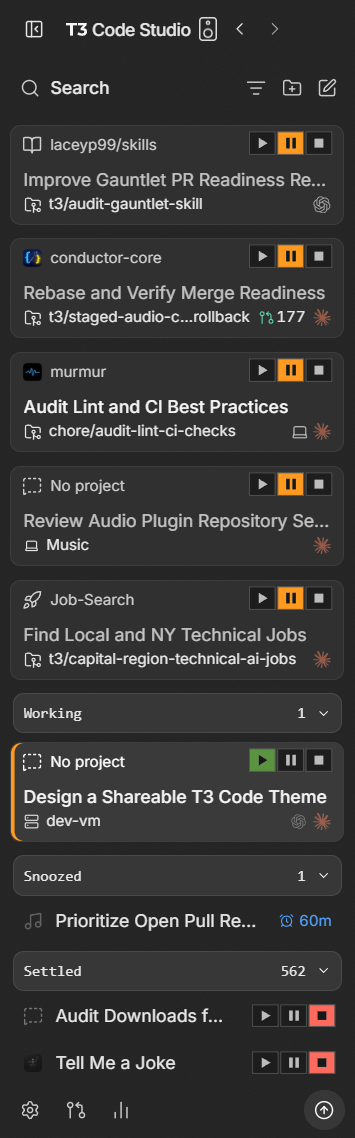 T3 Code Studio
Search
laceyp99/skills
Improve Gauntlet PR Readiness Re...
t3/audit-gauntlet-skill
conductor-core
Rebase and Verify Merge Readiness
t3/staged-audio-c...rollback 177
murmur
Audit Lint and CI Best Practices
chore/audit-lint-ci-checks
No project
Review Audio Plugin Repository Se...
Music
Job-Search
Find Local and NY Technical Jobs
t3/capital-region-technical-ai-jobs
Working 1
No project
Design a Shareable T3 Code Theme
dev-vm
Snoozed 1
Prioritize Open Pull Re... 60m
Settled 562
Audit Downloads f...
Tell Me a Joke